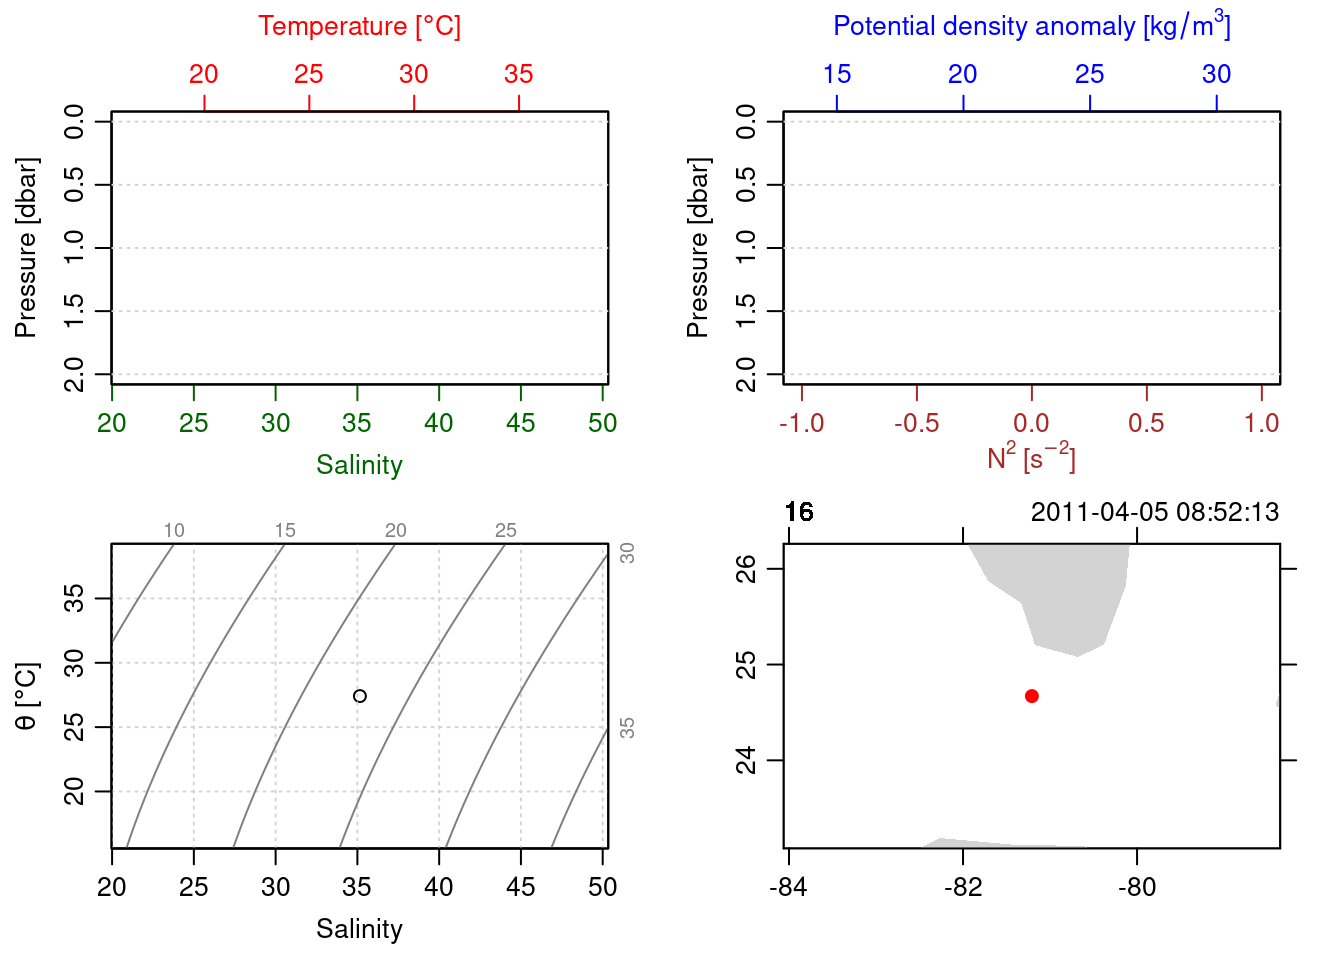 Temperature [°C]
20 25 30 35
Pressure [dbar]
0.0 0.5 1.0 1.5 2.0
20 25 30 35 40 45 50
Salinity
Potential density anomaly [kg/m³]
15 20 25 30
Pressure [dbar]
0.0 0.5 1.0 1.5 2.0
-1.0 -0.5 0.0 0.5 1.0
N² [s⁻²]
10 15 20 25
30
35
θ [°C]
20 25 30 35
20 25 30 35 40 45 50
Salinity
16 2011-04-05 08:52:13
26
25
24
-84 -82 -80